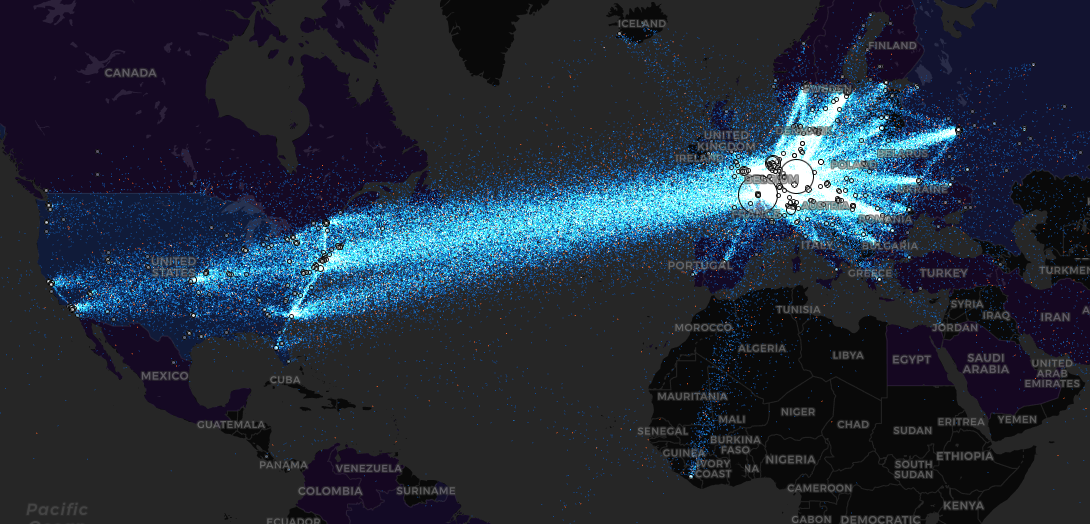 ICELAND
FINLAND
CANADA
SWEDEN
UNITED
KINGDOM
IRELAND
BELARUS
POLAND
BELGIUM
UKRAINE
ROMANIA
ITALY
BULGARIA
UNITED
STATES
PORTUGAL
GREECE
TURKEY
TUNISIA
SYRIA
IRAQ
IRAN
MOROCCO
JORDAN
ALGERIA
LIBYA
EGYPT
SAUDI
ARABIA
UNITED
ARAB
EMIRATES
MEXICO
CUBA
MAURITANIA
MALI
NIGER
CHAD
SUDAN
ERITREA
YEMEN
GUATEMALA
SENEGAL
BURKINA
FASO
GUINEA
IVORY
COAST
NIGERIA
ETHIOPIA
SOUTH
SUDAN
PANAMA
VENEZUELA
COLOMBIA
SURINAME
CAMEROON
KENYA
Pacific
ECUADOR
GABON
DEMOCRATIC